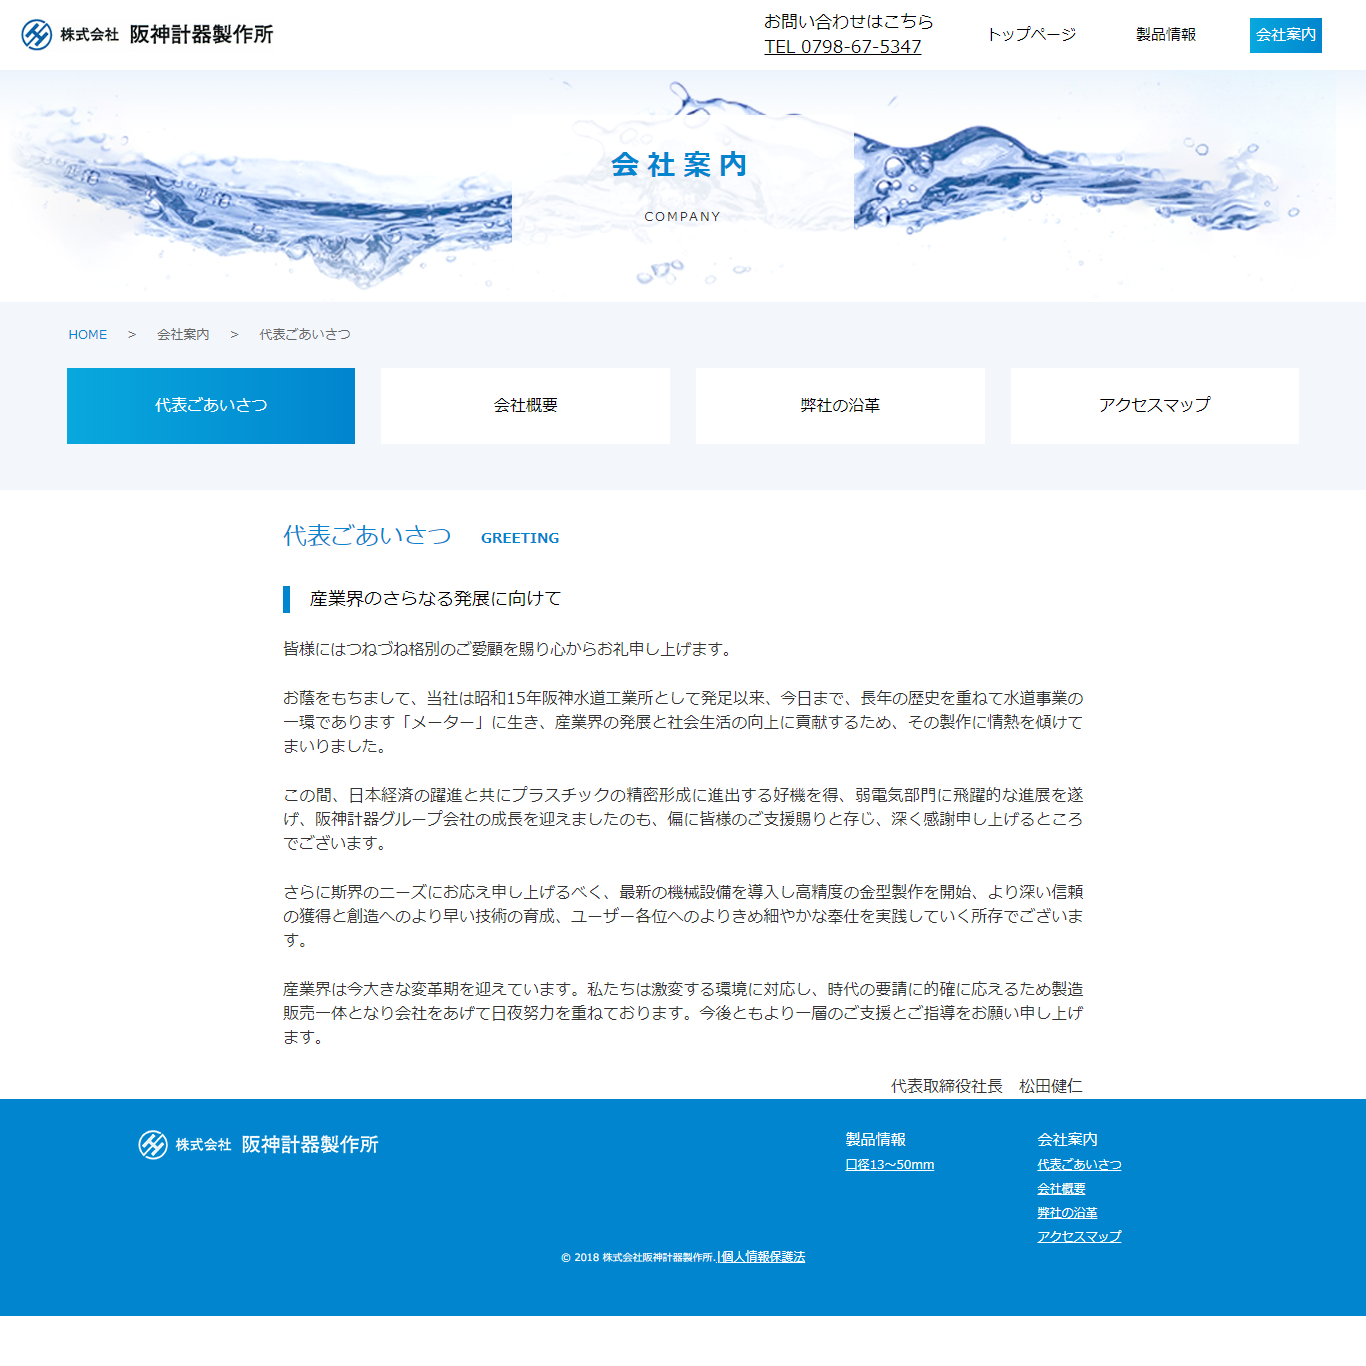 株式会社 阪神計器製作所
お問い合わせはこちら
TEL 0798-67-5347
トップページ
製品情報
会社案内
会社案内
COMPANY
HOME > 会社案内 > 代表ごあいさつ
代表ごあいさつ
会社概要
弊社の沿革
アクセスマップ
代表ごあいさつ GREETING
産業界のさらなる発展に向けて
皆様にはつねづね格別のご愛顧を賜り心からお礼申し上げます。
お蔭をもちまして、当社は昭和15年阪神水道工業所として発足以来、今日まで、長年の歴史を重ねて水道事業の
一環であります「メーター」に生き、産業界の発展と社会生活の向上に貢献するため、その製作に情熱を傾けて
まいりました。
この間、日本経済の躍進と共にプラスチックの精密形成に進出する好機を得、弱電気部門に飛躍的な進展を遂
げ、阪神計器グループ会社の成長を迎えましたのも、偏に皆様のご支援賜りと存じ、深く感謝申し上げるところ
でございます。
さらに斯界のニーズにお応え申し上げるべく、最新の機械設備を導入し高精度の金型製作を開始、より深い信頼
の獲得と創造へのより早い技術の育成、ユーザー各位へのよりきめ細やかな奉仕を実践していく所存でございま
す。
産業界は今大きな変革期を迎えています。私たちは激変する環境に対応し、時代の要請に的確に応えるため製造
販売一体となり会社をあげて日夜努力を重ねております。今後ともより一層のご支援とご指導をお願い申し上げ
ます。
代表取締役社長　松田健仁
株式会社 阪神計器製作所
製品情報
口径13〜50mm
会社案内
代表ごあいさつ
会社概要
弊社の沿革
アクセスマップ
© 2018 株式会社阪神計器製作所.|個人情報保護法